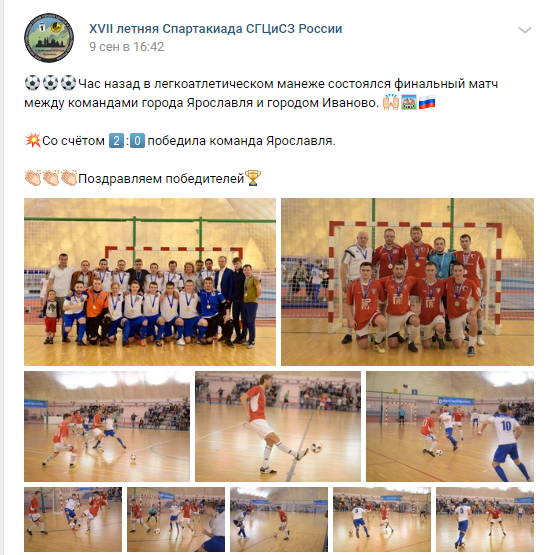 XVII летняя Спартакиада СГЦиСЗ России
9 сен в 16:42
⚽⚽⚽Час назад в легкоатлетическом манеже состоялся финальный матч
между командами города Ярославля и городом Иваново. 🙌🏻🏟🇷🇺
💥Со счётом 2️⃣:0️⃣ победила команда Ярославля.
👏🏻👏🏻👏🏻Поздравляем победителей🏆
10